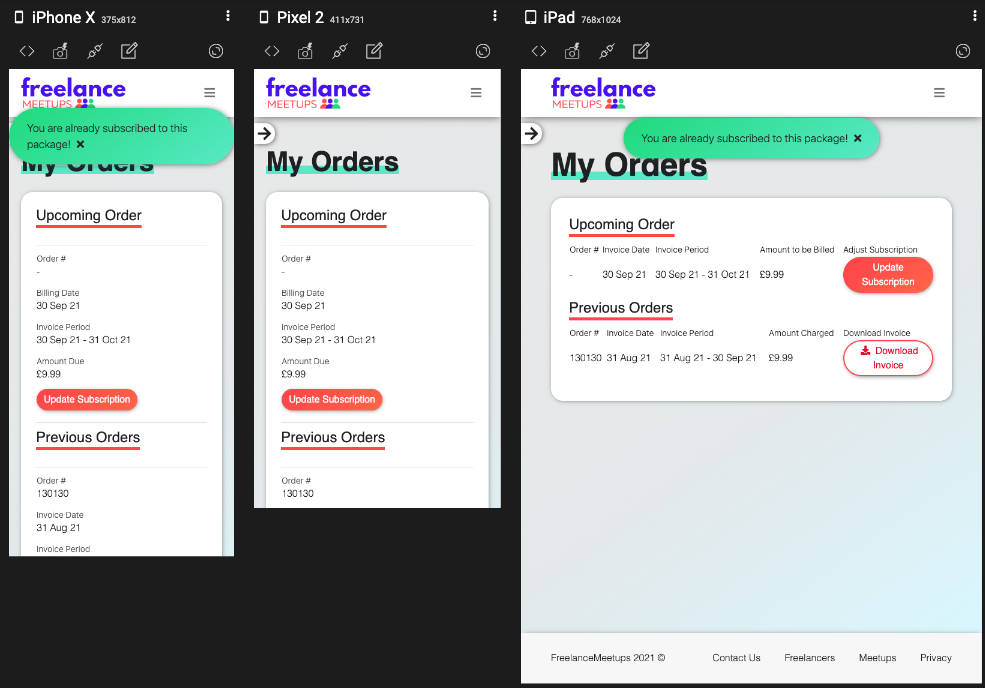 iPhone X 375x812
freelance
MEETUPS
You are already subscribed to this
package! ×
My Orders
Upcoming Order
Order #
-
Billing Date
30 Sep 21
Invoice Period
30 Sep 21 - 31 Oct 21
Amount Due
£9.99
Update Subscription
Previous Orders
Order #
130130
Invoice Date
31 Aug 21
Invoice Period
Pixel 2 411x731
freelance
MEETUPS
My Orders
Upcoming Order
Order #
-
Billing Date
30 Sep 21
Invoice Period
30 Sep 21 - 31 Oct 21
Amount Due
£9.99
Update Subscription
Previous Orders
Order #
130130
iPad 768x1024
freelance
MEETUPS
You are already subscribed to this package! ×
My Orders
Upcoming Order
Order # Invoice Date Invoice Period Amount to be Billed Adjust Subscription
- 30 Sep 21 30 Sep 21 - 31 Oct 21 £9.99 Update
Subscription
Previous Orders
Order # Invoice Date Invoice Period Amount Charged Download Invoice
130130 31 Aug 21 31 Aug 21 - 30 Sep 21 £9.99 Download
Invoice
FreelanceMeetups 2021 © Contact Us Freelancers Meetups Privacy